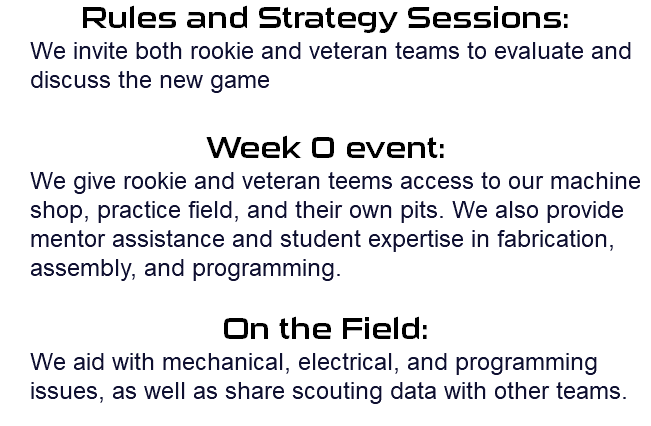 Rules and Strategy Sessions:
We invite both rookie and veteran teams to evaluate and
discuss the new game
Week 0 event:
We give rookie and veteran teems access to our machine
shop, practice field, and their own pits. We also provide
mentor assistance and student expertise in fabrication,
assembly, and programming.
On the Field:
We aid with mechanical, electrical, and programming
issues, as well as share scouting data with other teams.